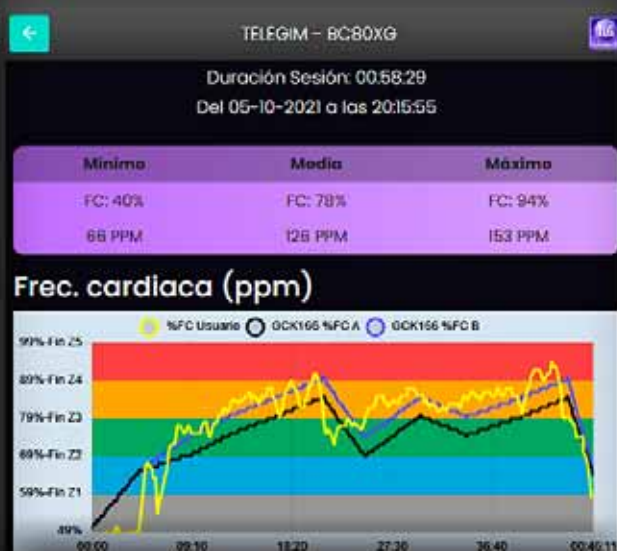 TELEGIM - BC80XG
Duración Sesión: 00:58:29
Del 05-10-2021 a las 20:15:55
Mínimo Media Máximo
FC: 40% FC: 78% FC: 94%
66 PPM 126 PPM 153 PPM
Frec. cardiaca (ppm)
%FC Usuario GCK166 %FC A GCK166 %FC B
99%-Fin Z5
89%-Fin Z4
79%-Fin Z3
69%-Fin Z2
59%-Fin Z1
49%
00:00 09:10 18:20 27:30 36:40 00:45:11